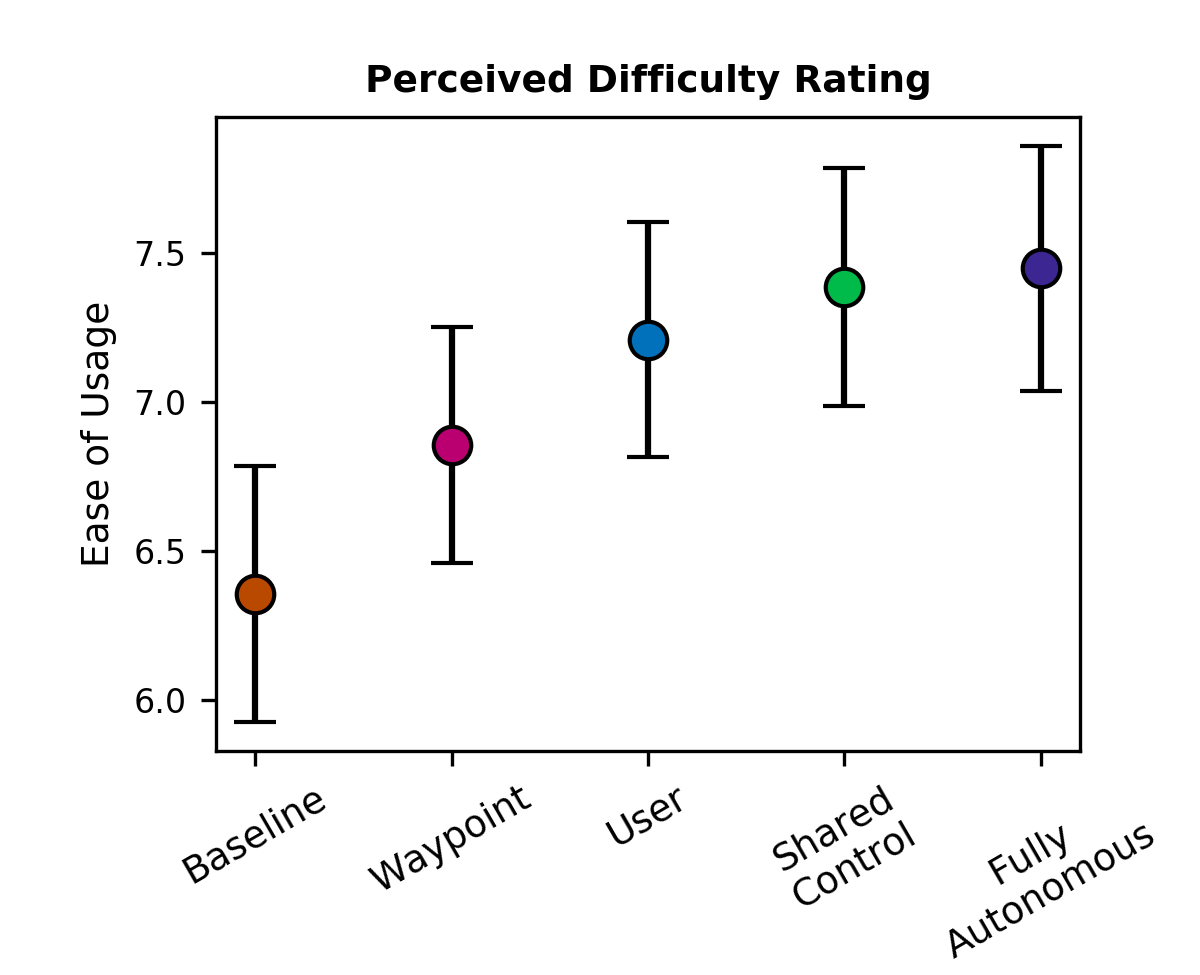 Perceived Difficulty Rating
Ease of Usage
7.5
7.0
6.5
6.0
Baseline
Waypoint
User
Shared
Control
Fully
Autonomous